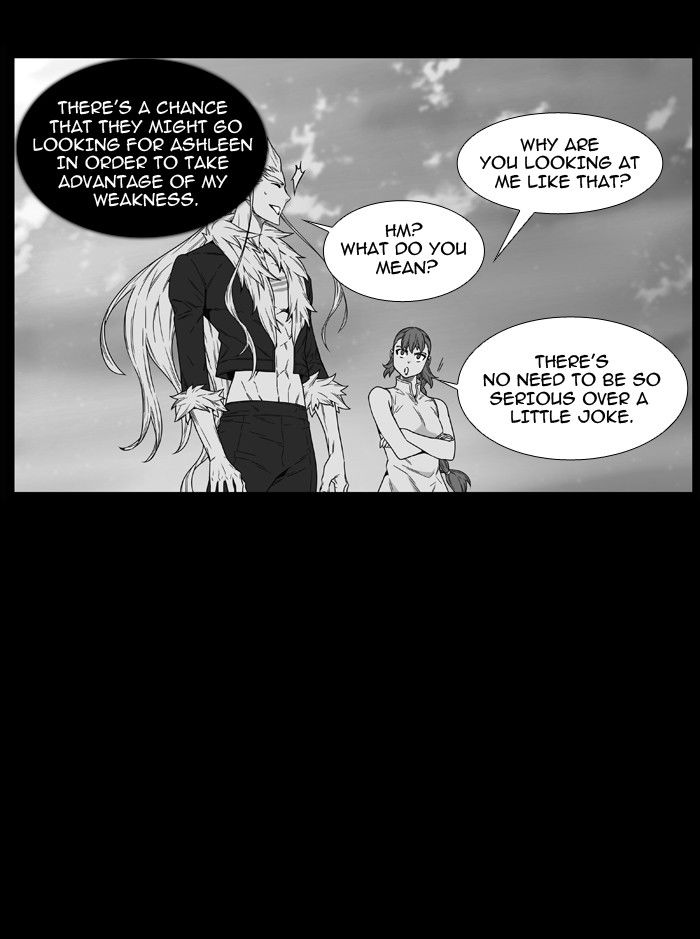 THERE'S A CHANCE
THAT THEY MIGHT GO
LOOKING FOR ASHLEEN
IN ORDER TO TAKE
ADVANTAGE OF MY
WEAKNESS.
WHY ARE
YOU LOOKING AT
ME LIKE THAT?
HM?
WHAT DO YOU
MEAN?
THERE'S
NO NEED TO BE SO
SERIOUS OVER A
LITTLE JOKE.